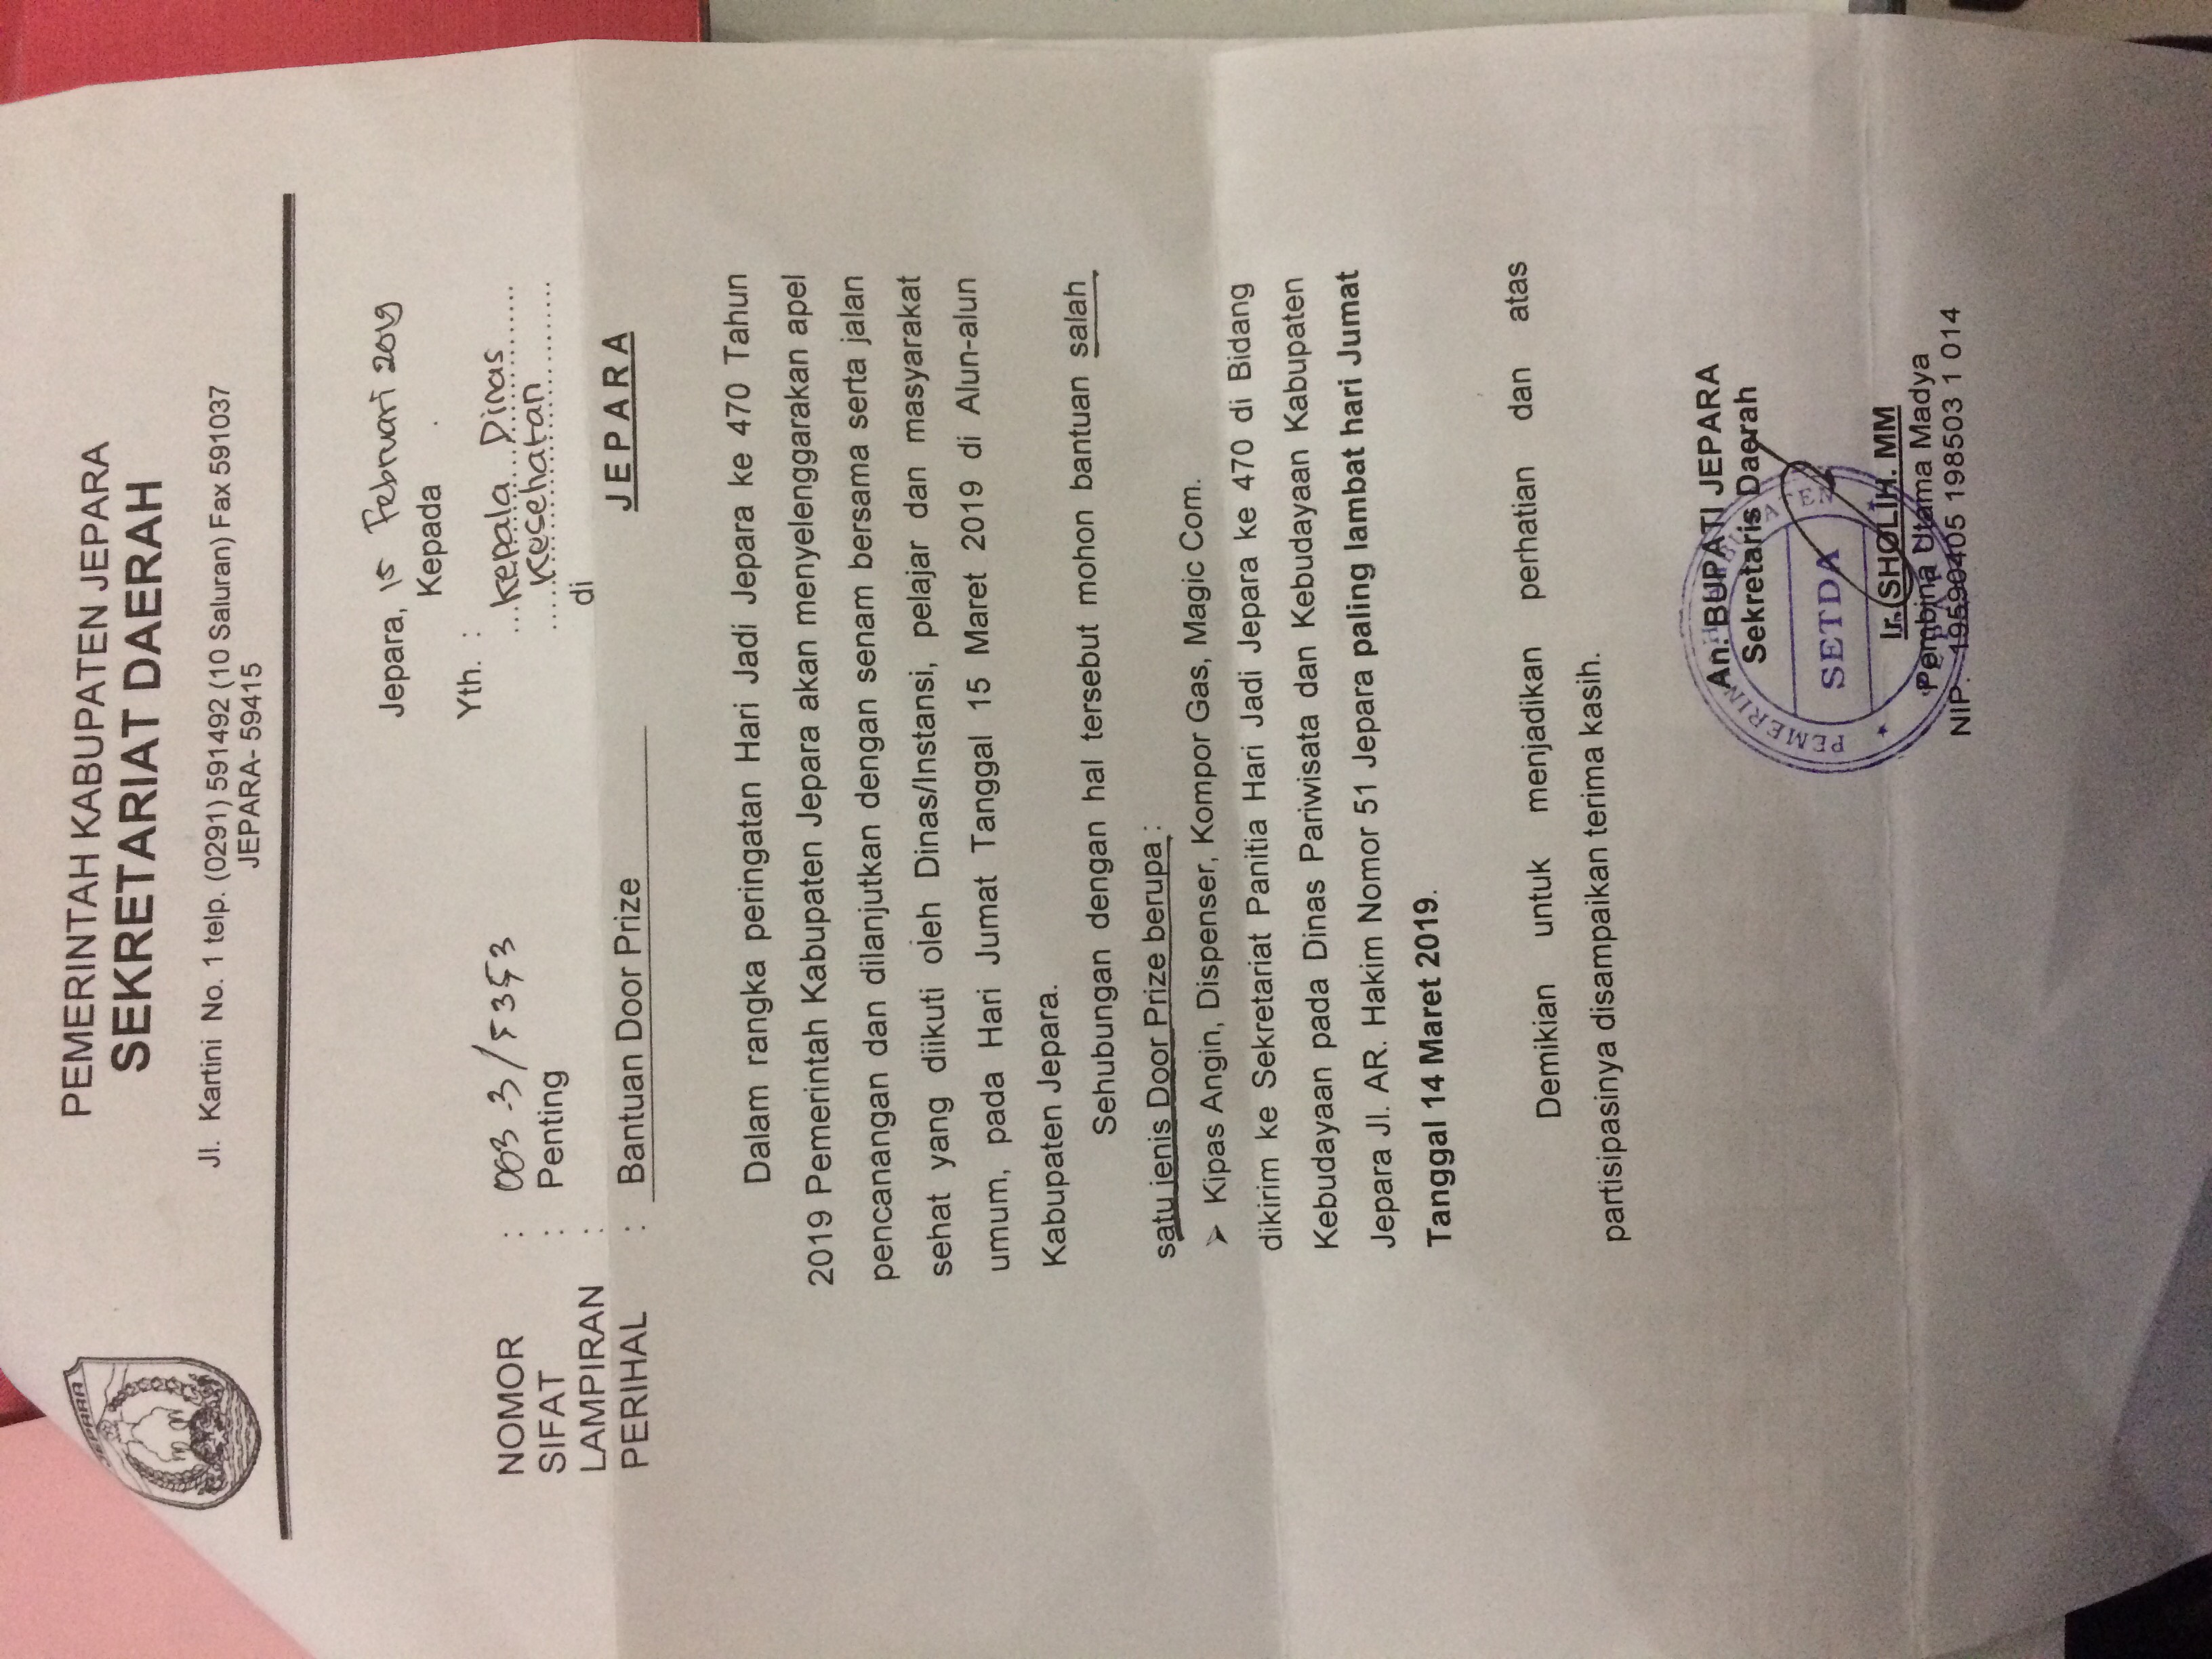 JEPARA
PEMERINTAH KABUPATEN JEPARA
SEKRETARIAT DAERAH
Jl. Kartini No. 1 telp. (0291) 591492 (10 Saluran) Fax 591037
JEPARA- 59415
Jepara, 15 Februari 2019
Kepada
Yth. :
Kepala Dinas
Kesehatan
di
JEPARA
NOMOR : 003.3/5353
SIFAT : Penting
LAMPIRAN :
PERIHAL : Bantuan Door Prize
Dalam rangka peringatan Hari Jadi Jepara ke 470 Tahun
2019 Pemerintah Kabupaten Jepara akan menyelenggarakan apel
pencanangan dan dilanjutkan dengan senam bersama serta jalan
sehat yang diikuti oleh Dinas/Instansi, pelajar dan masyarakat
umum, pada Hari Jumat Tanggal 15 Maret 2019 di Alun-alun
Kabupaten Jepara.
Sehubungan dengan hal tersebut mohon bantuan salah
satu jenis Door Prize berupa :
➢ Kipas Angin, Dispenser, Kompor Gas, Magic Com.
dikirim ke Sekretariat Panitia Hari Jadi Jepara ke 470 di Bidang
Kebudayaan pada Dinas Pariwisata dan Kebudayaan Kabupaten
Jepara Jl. AR. Hakim Nomor 51 Jepara paling lambat hari Jumat
Tanggal 14 Maret 2019.
Demikian untuk menjadikan perhatian dan atas
partisipasinya disampaikan terima kasih.
An. BUPATI JEPARA
Sekretaris Daerah
PEMERINTAH KABUPATEN
SETDA
JEPARA
Ir. SHOLIH. MM
Pembina Utama Madya
NIP. 19590405 198503 1 014